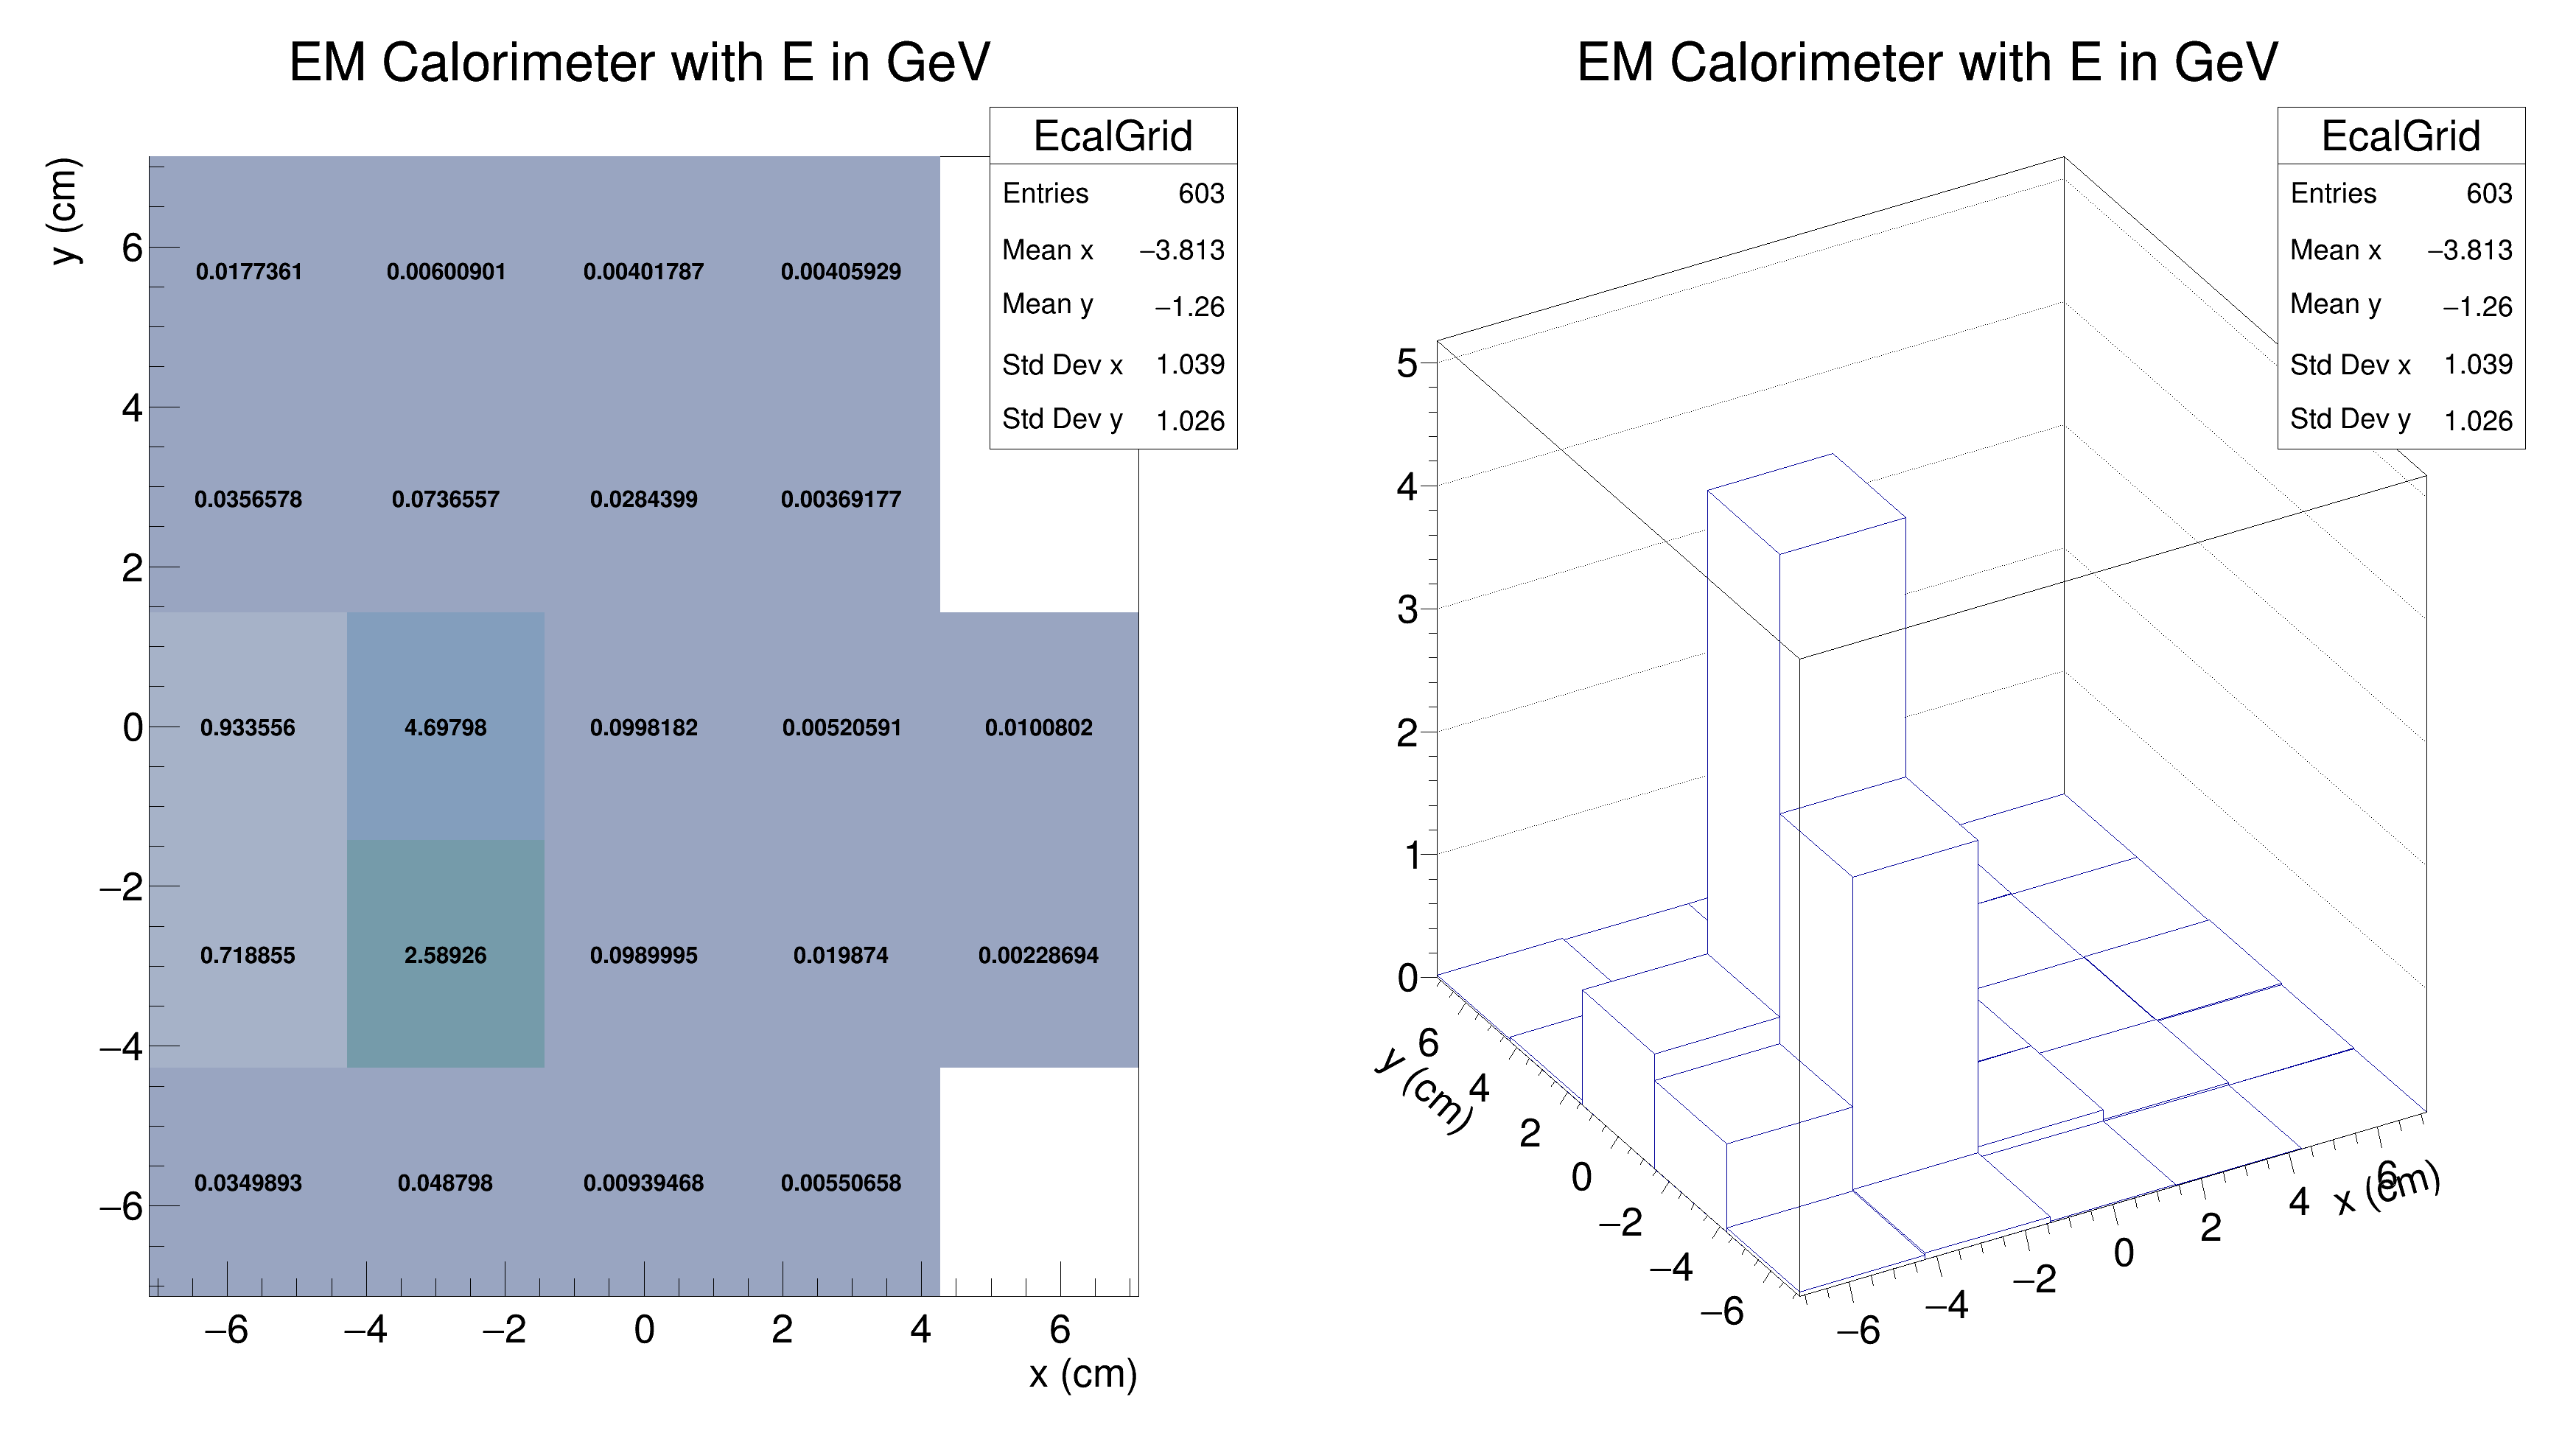 EM Calorimeter with E in GeV
EcalGrid
Entries 603
Mean x −3.813
Mean y −1.26
Std Dev x 1.039
Std Dev y 1.026
y (cm)
6
4
2
0
−2
−4
−6
0.0177361 0.00600901 0.00401787 0.00405929
0.0356578 0.0736557 0.0284399 0.00369177
0.933556 4.69798 0.0998182 0.00520591 0.0100802
0.718855 2.58926 0.0989995 0.019874 0.00228694
0.0349893 0.048798 0.00939468 0.00550658
−6 −4 −2 0 2 4 6
x (cm)
EM Calorimeter with E in GeV
EcalGrid
Entries 603
Mean x −3.813
Mean y −1.26
Std Dev x 1.039
Std Dev y 1.026
5
4
3
2
1
0
y (cm)
6
4
2
0
−2
−4
−6
−6
−4
−2
0
2
4
6
x (cm)